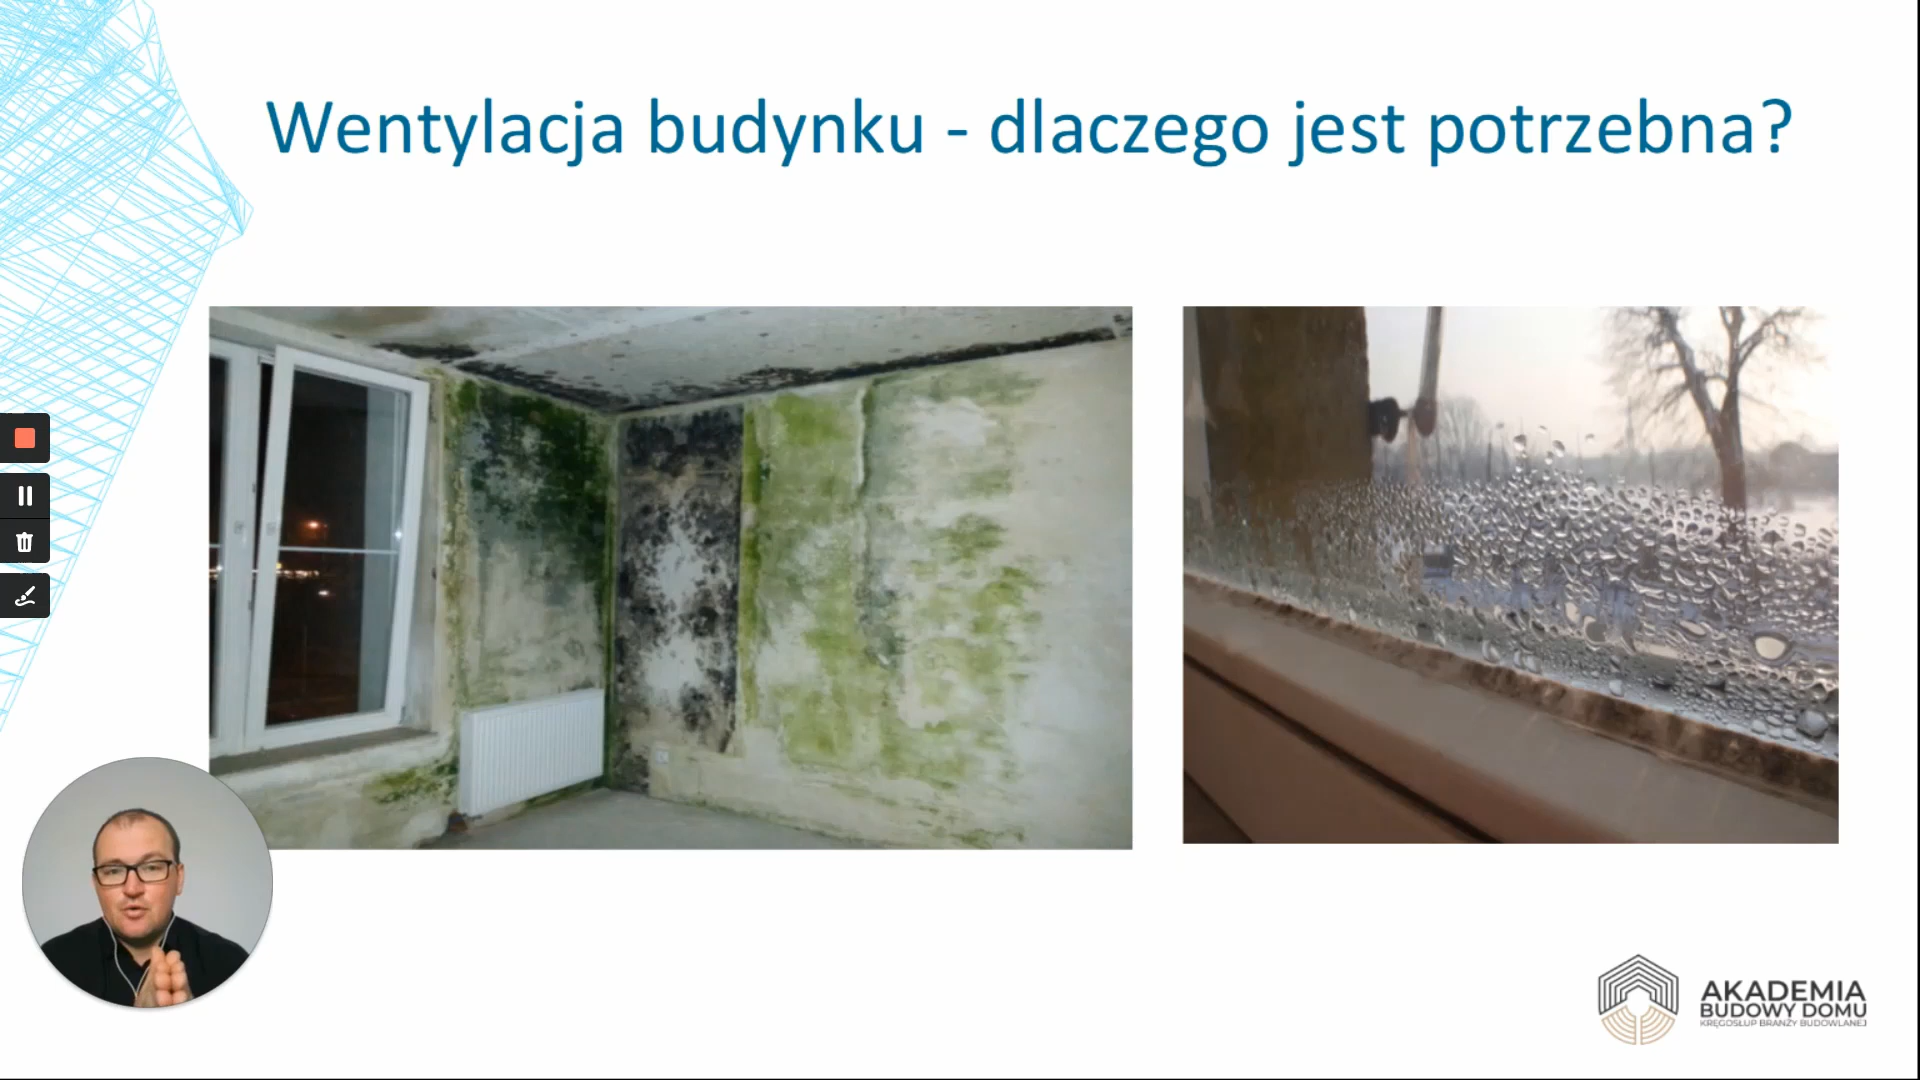 Wentylacja budynku - dlaczego jest potrzebna?
AKADEMIA
BUDOWY DOMU
KRĘGOSŁUP BRANŻY BUDOWLANEJ